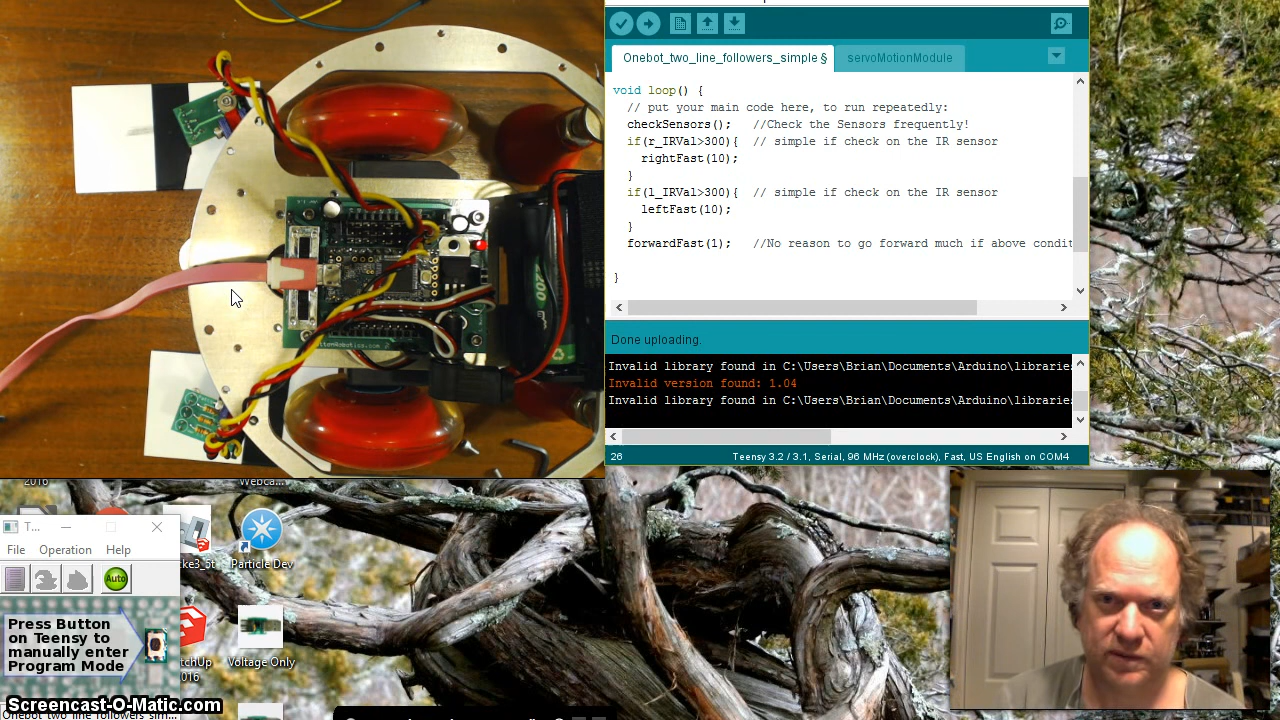 Onebot_two_line_followers_simple §
servoMotionModule
void loop() {
// put your main code here, to run repeatedly:
checkSensors();   //Check the Sensors frequently!
if(r_IRVal>300){  // simple if check on the IR sensor
rightFast(10);
}
if(l_IRVal>300){  // simple if check on the IR sensor
leftFast(10);
}
forwardFast(1);   //No reason to go forward much if above condit
}
Done uploading.
Invalid library found in C:\Users\Brian\Documents\Arduino\libraries
Invalid version found: 1.04
Invalid library found in C:\Users\Brian\Documents\Arduino\libraries
26
Teensy 3.2 / 3.1, Serial, 96 MHz (overclock), Fast, US English on COM4
2016
Webca...
T...
File Operation Help
Auto
Press Button
on Teensy to
manually enter
Program Mode
Particle Dev
Voltage Only
Screencast-O-Matic.com